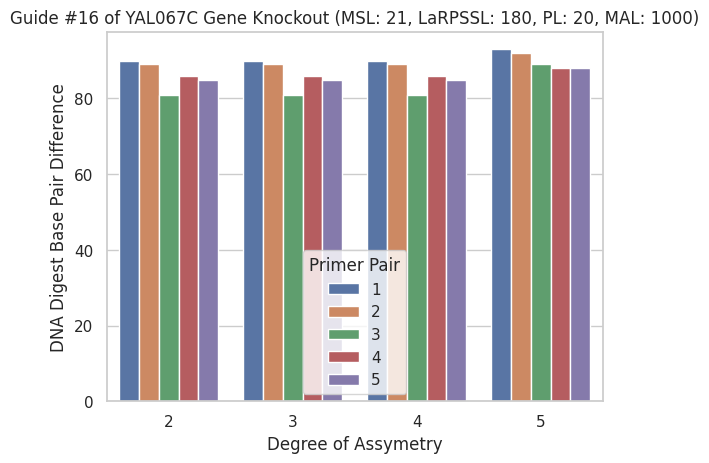 Guide #16 of YAL067C Gene Knockout (MSL: 21, LaRPSSL: 180, PL: 20, MAL: 1000)
DNA Digest Base Pair Difference
80
60
40
20
0
Primer Pair
1
2
3
4
5
2 3 4 5
Degree of Assymetry